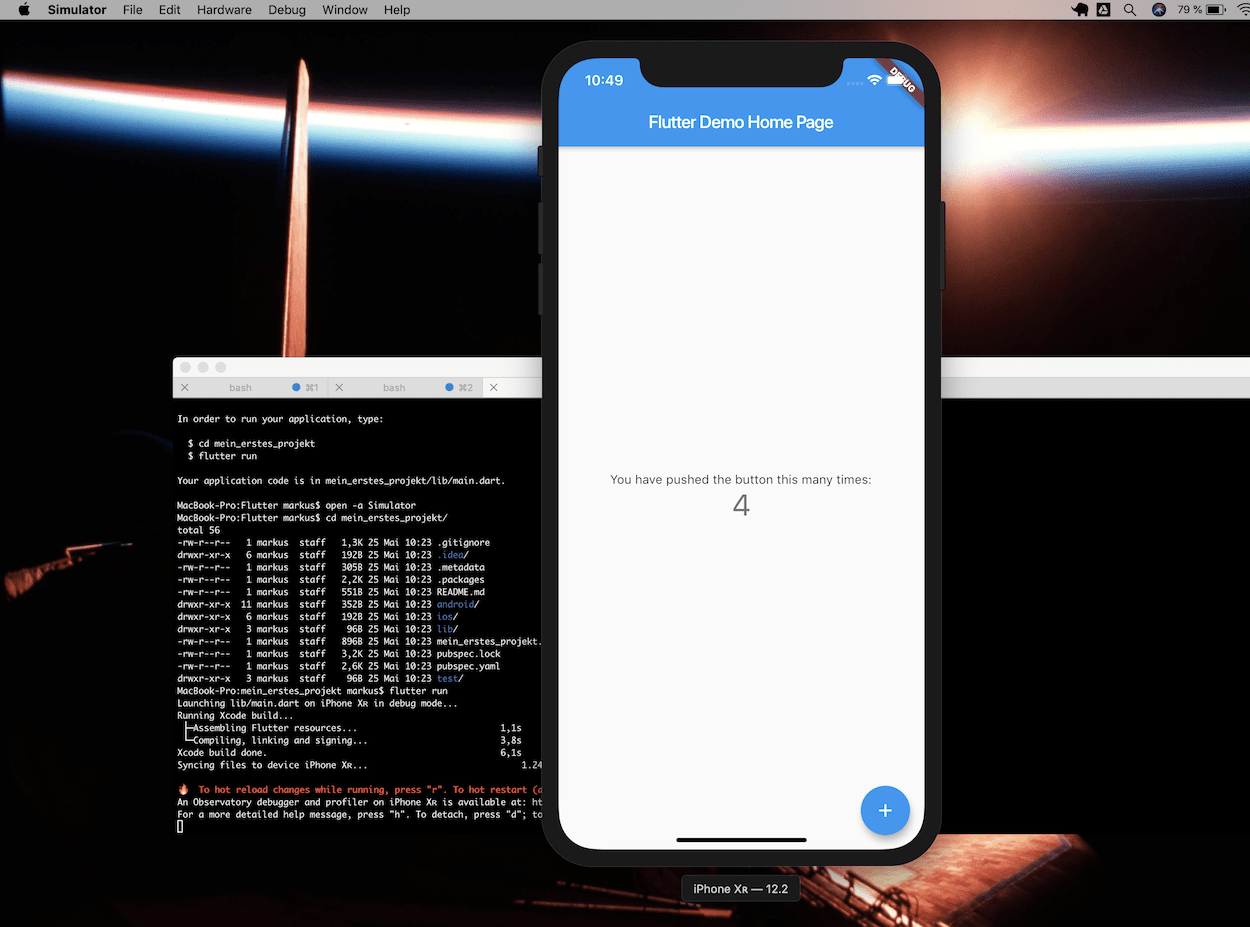 Simulator File Edit Hardware Debug Window Help 79 %
10:49
DEBUG
Flutter Demo Home Page
You have pushed the button this many times:
4
+
iPhone Xʀ — 12.2
bash ⌘1 bash ⌘2
In order to run your application, type:
$ cd mein_erstes_projekt
$ flutter run
Your application code is in mein_erstes_projekt/lib/main.dart.
MacBook-Pro:Flutter markus$ open -a Simulator
MacBook-Pro:Flutter markus$ cd mein_erstes_projekt/
total 56
-rw-r--r-- 1 markus staff 1,3K 25 Mai 10:23 .gitignore
drwxr-xr-x 6 markus staff 192B 25 Mai 10:23 .idea/
-rw-r--r-- 1 markus staff 305B 25 Mai 10:23 .metadata
-rw-r--r-- 1 markus staff 2,2K 25 Mai 10:23 .packages
-rw-r--r-- 1 markus staff 551B 25 Mai 10:23 README.md
drwxr-xr-x 11 markus staff 352B 25 Mai 10:23 android/
drwxr-xr-x 6 markus staff 192B 25 Mai 10:23 ios/
drwxr-xr-x 3 markus staff 96B 25 Mai 10:23 lib/
-rw-r--r-- 1 markus staff 896B 25 Mai 10:23 mein_erstes_projekt.
-rw-r--r-- 1 markus staff 3,2K 25 Mai 10:23 pubspec.lock
-rw-r--r-- 1 markus staff 2,6K 25 Mai 10:23 pubspec.yaml
drwxr-xr-x 3 markus staff 96B 25 Mai 10:23 test/
MacBook-Pro:mein_erstes_projekt markus$ flutter run
Launching lib/main.dart on iPhone Xʀ in debug mode...
Running Xcode build...
├─Assembling Flutter resources... 1,1s
└─Compiling, linking and signing... 3,8s
Xcode build done. 6,1s
Syncing files to device iPhone Xʀ... 1.24
🔥 To hot reload changes while running, press "r". To hot restart (a
An Observatory debugger and profiler on iPhone Xʀ is available at: ht
For a more detailed help message, press "h". To detach, press "d"; to